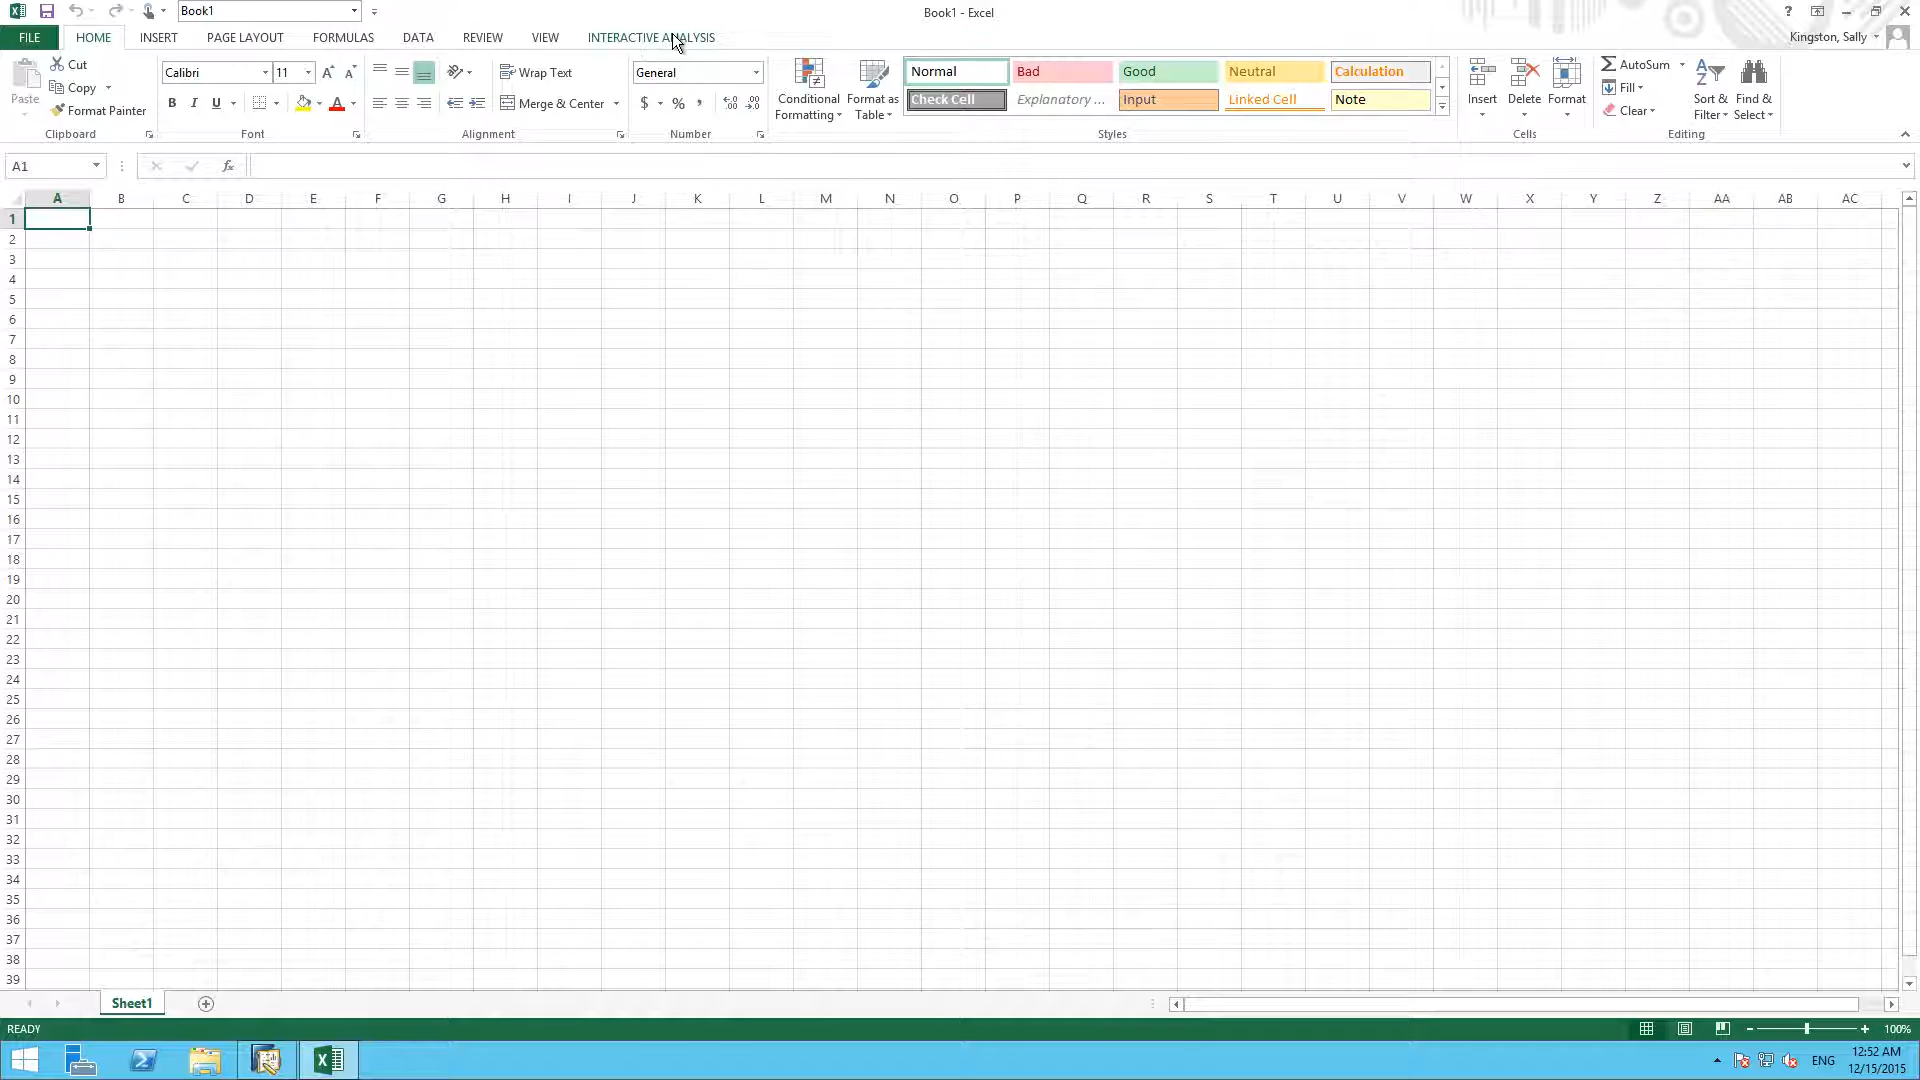 Book1
Book1 - Excel
?
FILE HOME INSERT PAGE LAYOUT FORMULAS DATA REVIEW VIEW INTERACTIVE ANALYSIS
Kingston, Sally
Cut
Copy
Format Painter
Paste
Clipboard
Calibri 11
B I U
Font
Wrap Text
Merge & Center
Alignment
General
$ % ,
Number
Conditional Formatting
Format as Table
Normal Bad Good Neutral Calculation
Check Cell Explanatory ... Input Linked Cell Note
Styles
Insert Delete Format
Cells
AutoSum
Fill
Clear
Sort & Filter
Find & Select
Editing
A1
fx
A B C D E F G H I J K L M N O P Q R S T U V W X Y Z AA AB AC
1
2
3
4
5
6
7
8
9
10
11
12
13
14
15
16
17
18
19
20
21
22
23
24
25
26
27
28
29
30
31
32
33
34
35
36
37
38
39
Sheet1
READY
100%
ENG
12:52 AM
12/15/2015